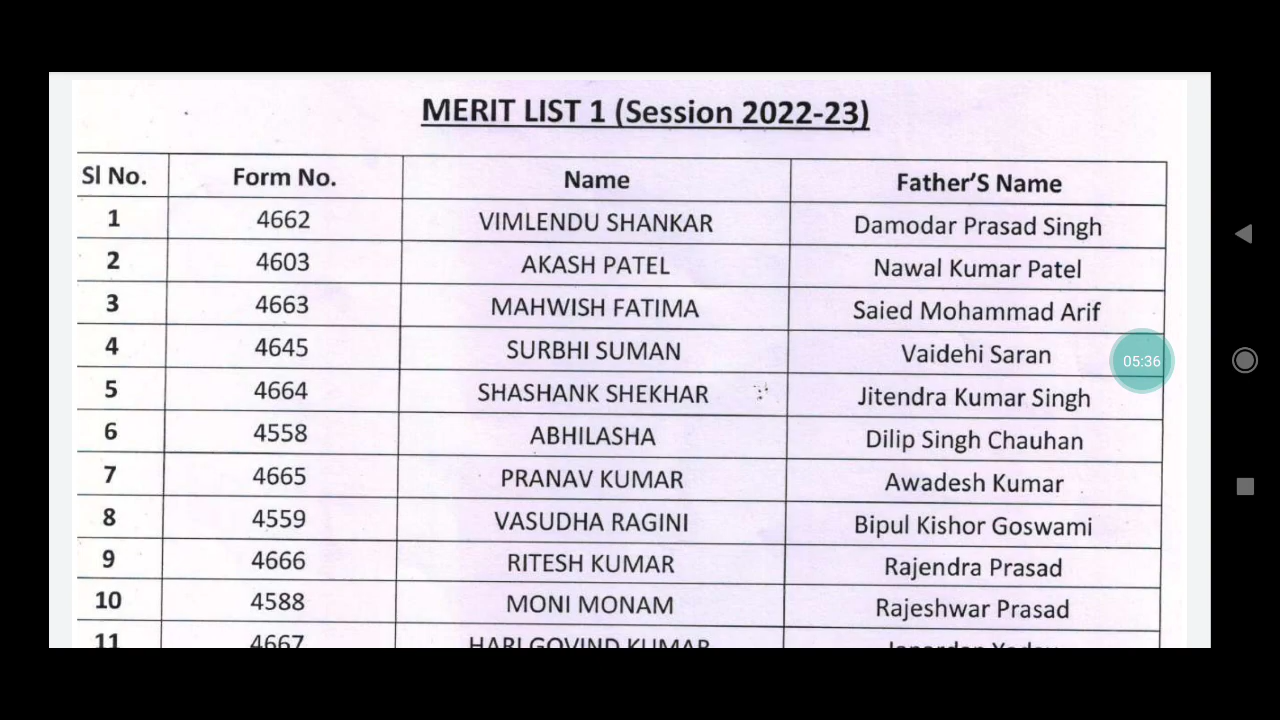 MERIT LIST 1 (Session 2022-23)
Sl No. Form No. Name Father'S Name
1 4662 VIMLENDU SHANKAR Damodar Prasad Singh
2 4603 AKASH PATEL Nawal Kumar Patel
3 4663 MAHWISH FATIMA Saied Mohammad Arif
4 4645 SURBHI SUMAN Vaidehi Saran
05:36
5 4664 SHASHANK SHEKHAR Jitendra Kumar Singh
6 4558 ABHILASHA Dilip Singh Chauhan
7 4665 PRANAV KUMAR Awadesh Kumar
8 4559 VASUDHA RAGINI Bipul Kishor Goswami
9 4666 RITESH KUMAR Rajendra Prasad
10 4588 MONI MONAM Rajeshwar Prasad
11 4667 HARI GOVIND KUMAR